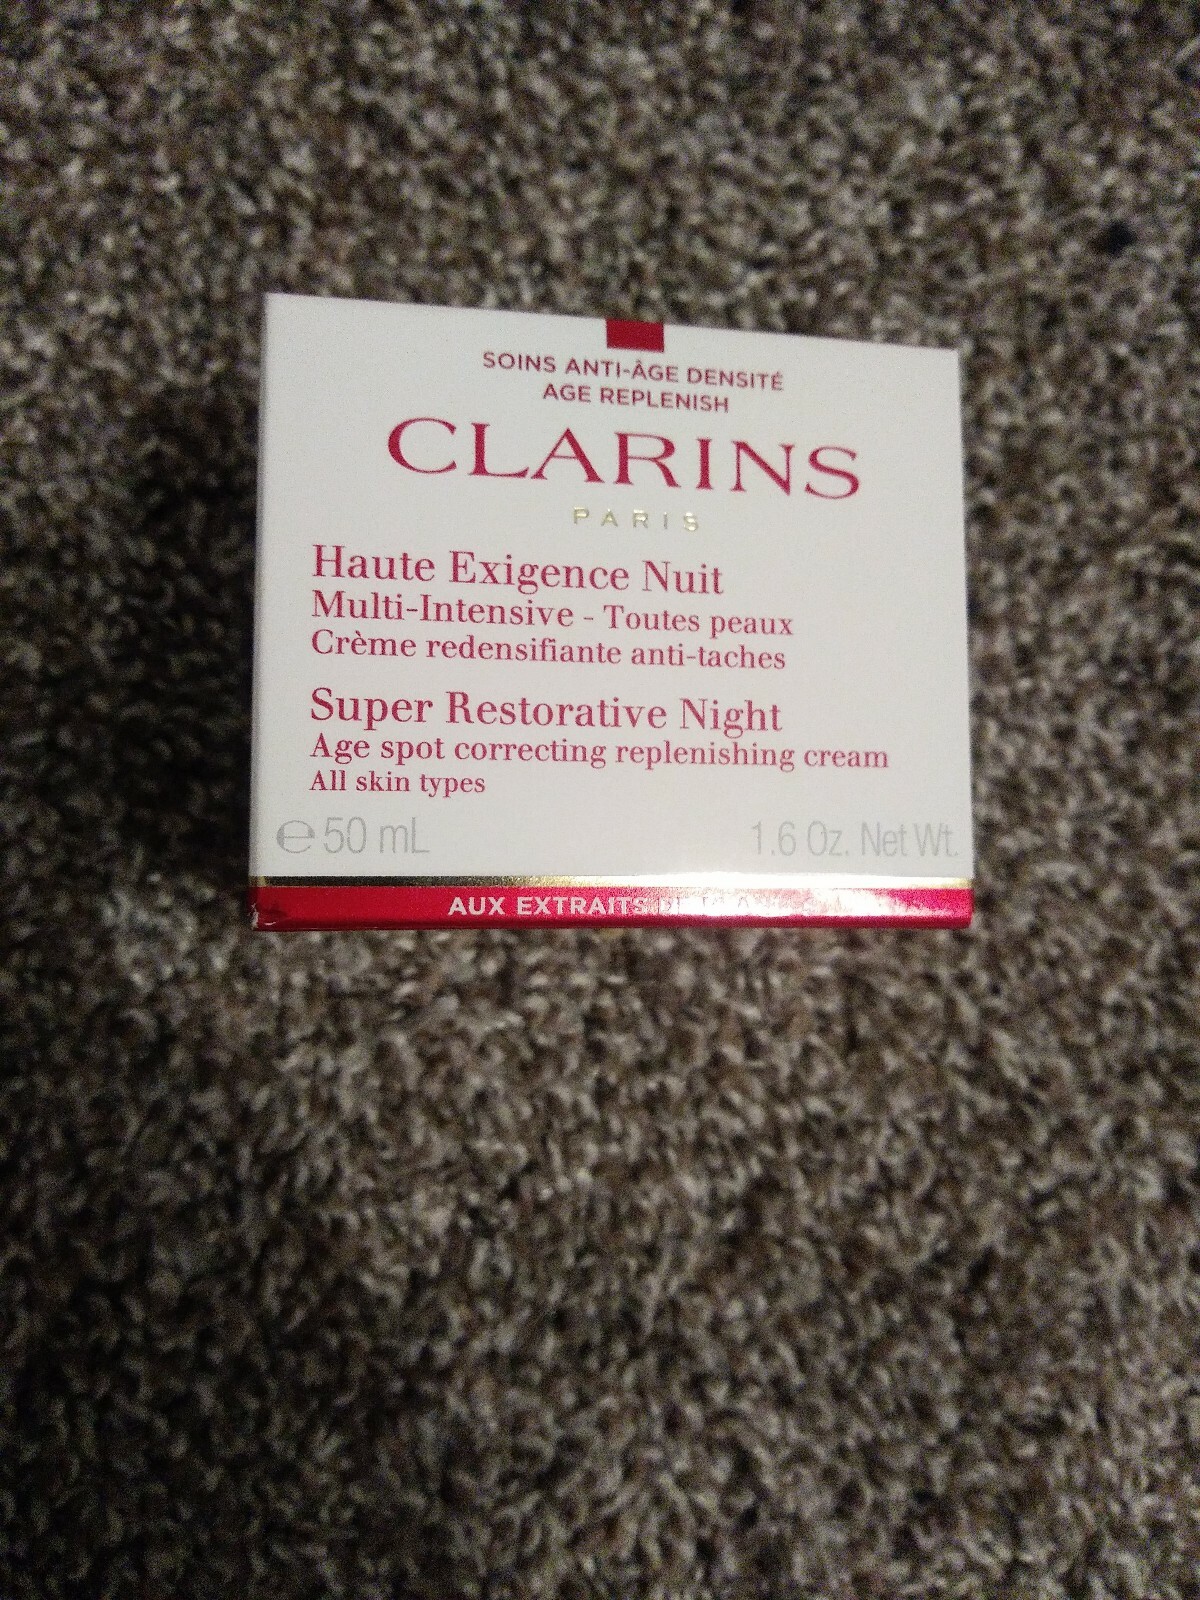 SOINS ANTI-ÂGE DENSITÉ
AGE REPLENISH
CLARINS
PARIS
Haute Exigence Nuit
Multi-Intensive - Toutes peaux
Crème redensifiante anti-taches
Super Restorative Night
Age spot correcting replenishing cream
All skin types
℮ 50 mL
1.6 Oz. Net Wt.
AUX EXTRAITS